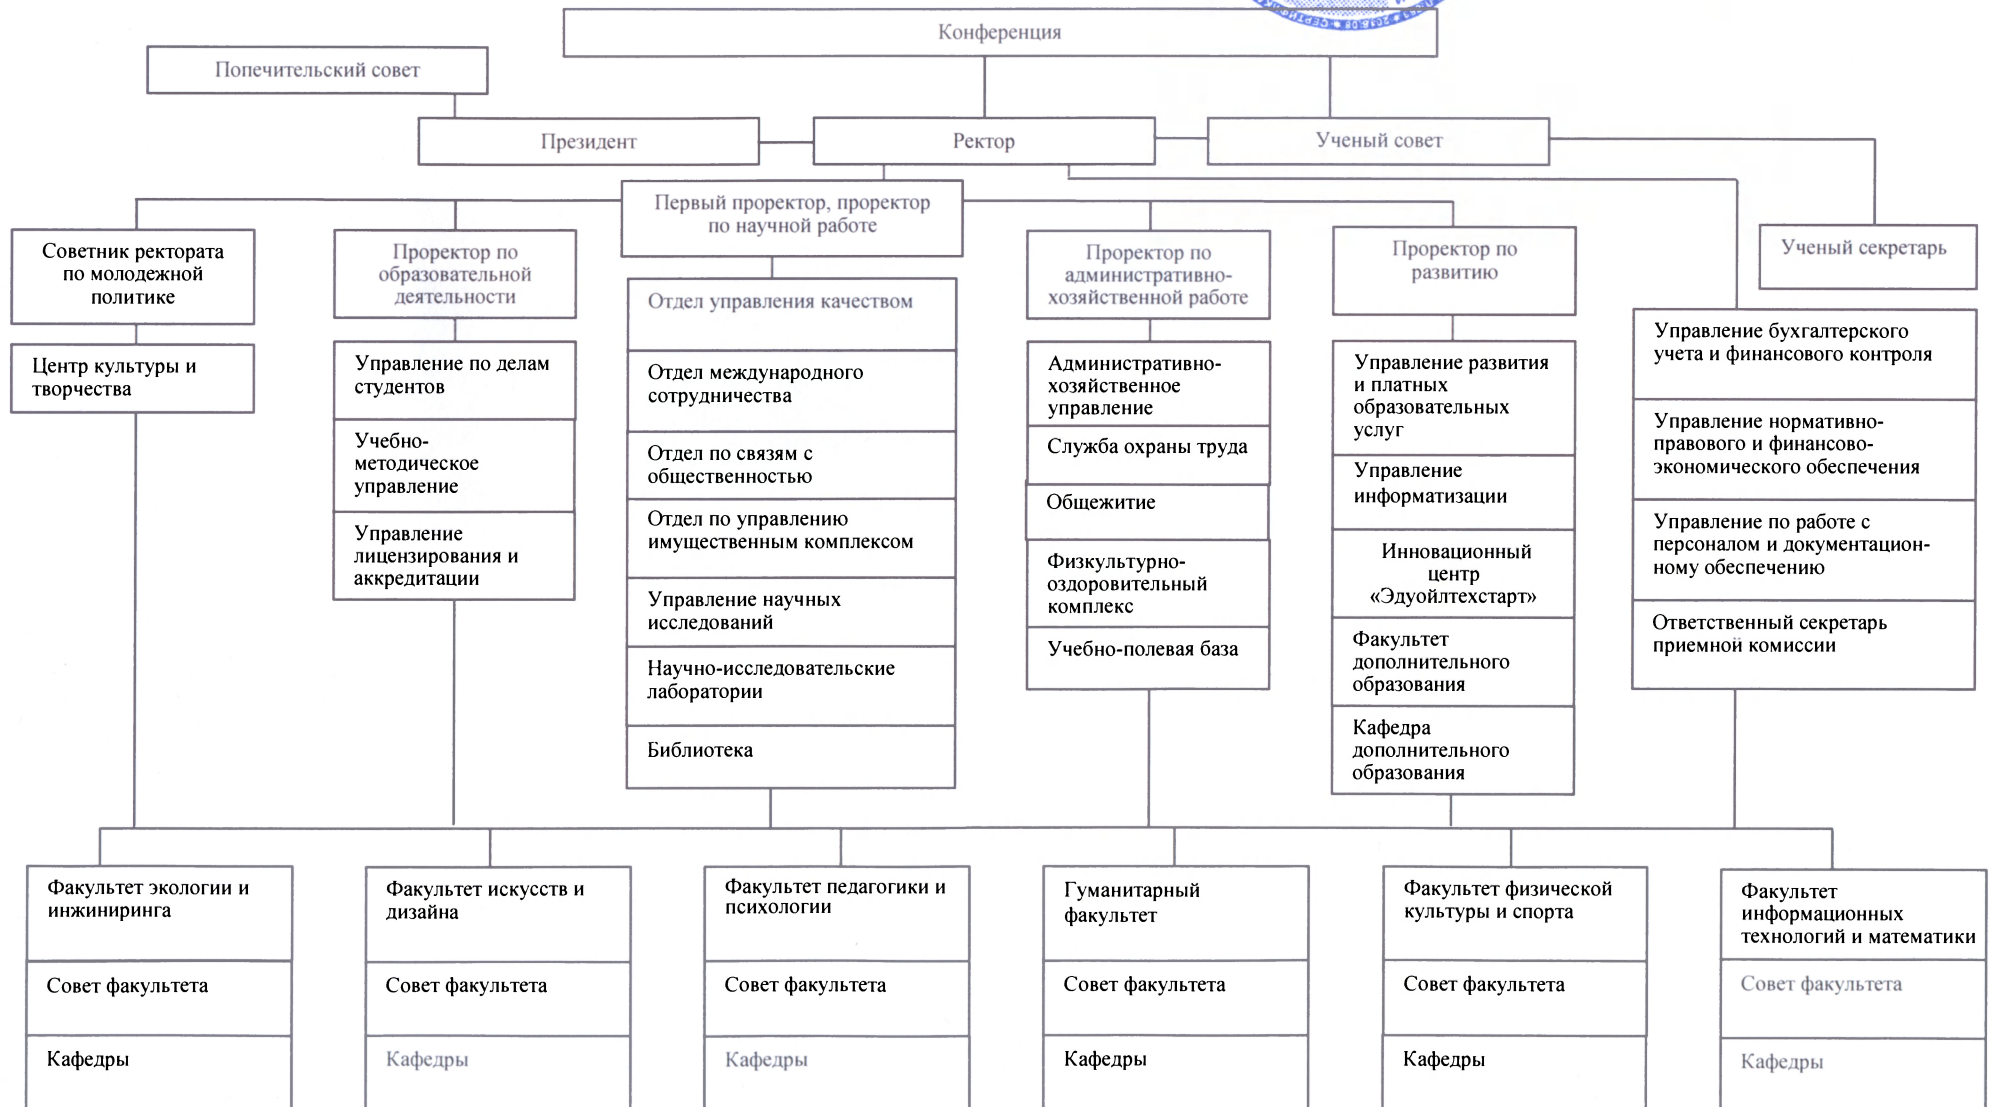 Конференция
Попечительский совет
Президент
Ректор
Ученый совет
Первый проректор, проректор
по научной работе
Советник ректората
по молодежной
политике
Проректор по
образовательной
деятельности
Проректор по
административно-
хозяйственной работе
Проректор по
развитию
Ученый секретарь
Центр культуры и
творчества
Управление по делам
студентов
Учебно-
методическое
управление
Управление
лицензирования и
аккредитации
Отдел управления качеством
Отдел международного
сотрудничества
Отдел по связям с
общественностью
Отдел по управлению
имущественным комплексом
Управление научных
исследований
Научно-исследовательские
лаборатории
Библиотека
Административно-
хозяйственное
управление
Служба охраны труда
Общежитие
Физкультурно-
оздоровительный
комплекс
Учебно-полевая база
Управление развития
и платных
образовательных
услуг
Управление
информатизации
Инновационный
центр
«Эдуойлтехстарт»
Факультет
дополнительного
образования
Кафедра
дополнительного
образования
Управление бухгалтерского
учета и финансового контроля
Управление нормативно-
правового и финансово-
экономического обеспечения
Управление по работе с
персоналом и документацион-
ному обеспечению
Ответственный секретарь
приемной комиссии
Факультет экологии и
инжиниринга
Совет факультета
Кафедры
Факультет искусств и
дизайна
Совет факультета
Кафедры
Факультет педагогики и
психологии
Совет факультета
Кафедры
Гуманитарный
факультет
Совет факультета
Кафедры
Факультет физической
культуры и спорта
Совет факультета
Кафедры
Факультет
информационных
технологий и математики
Совет факультета
Кафедры